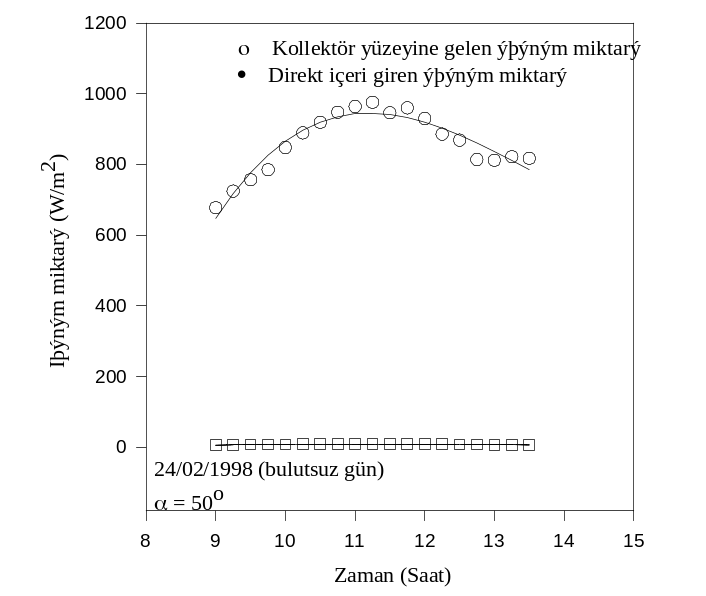 1200
o Kollektör yüzeyine gelen ýþýným miktarý
• Direkt içeri giren ýþýným miktarý
1000
800
600
400
200
0
Iþýným miktarý (W/m²)
24/02/1998 (bulutsuz gün)
α = 50º
8 9 10 11 12 13 14 15
Zaman (Saat)